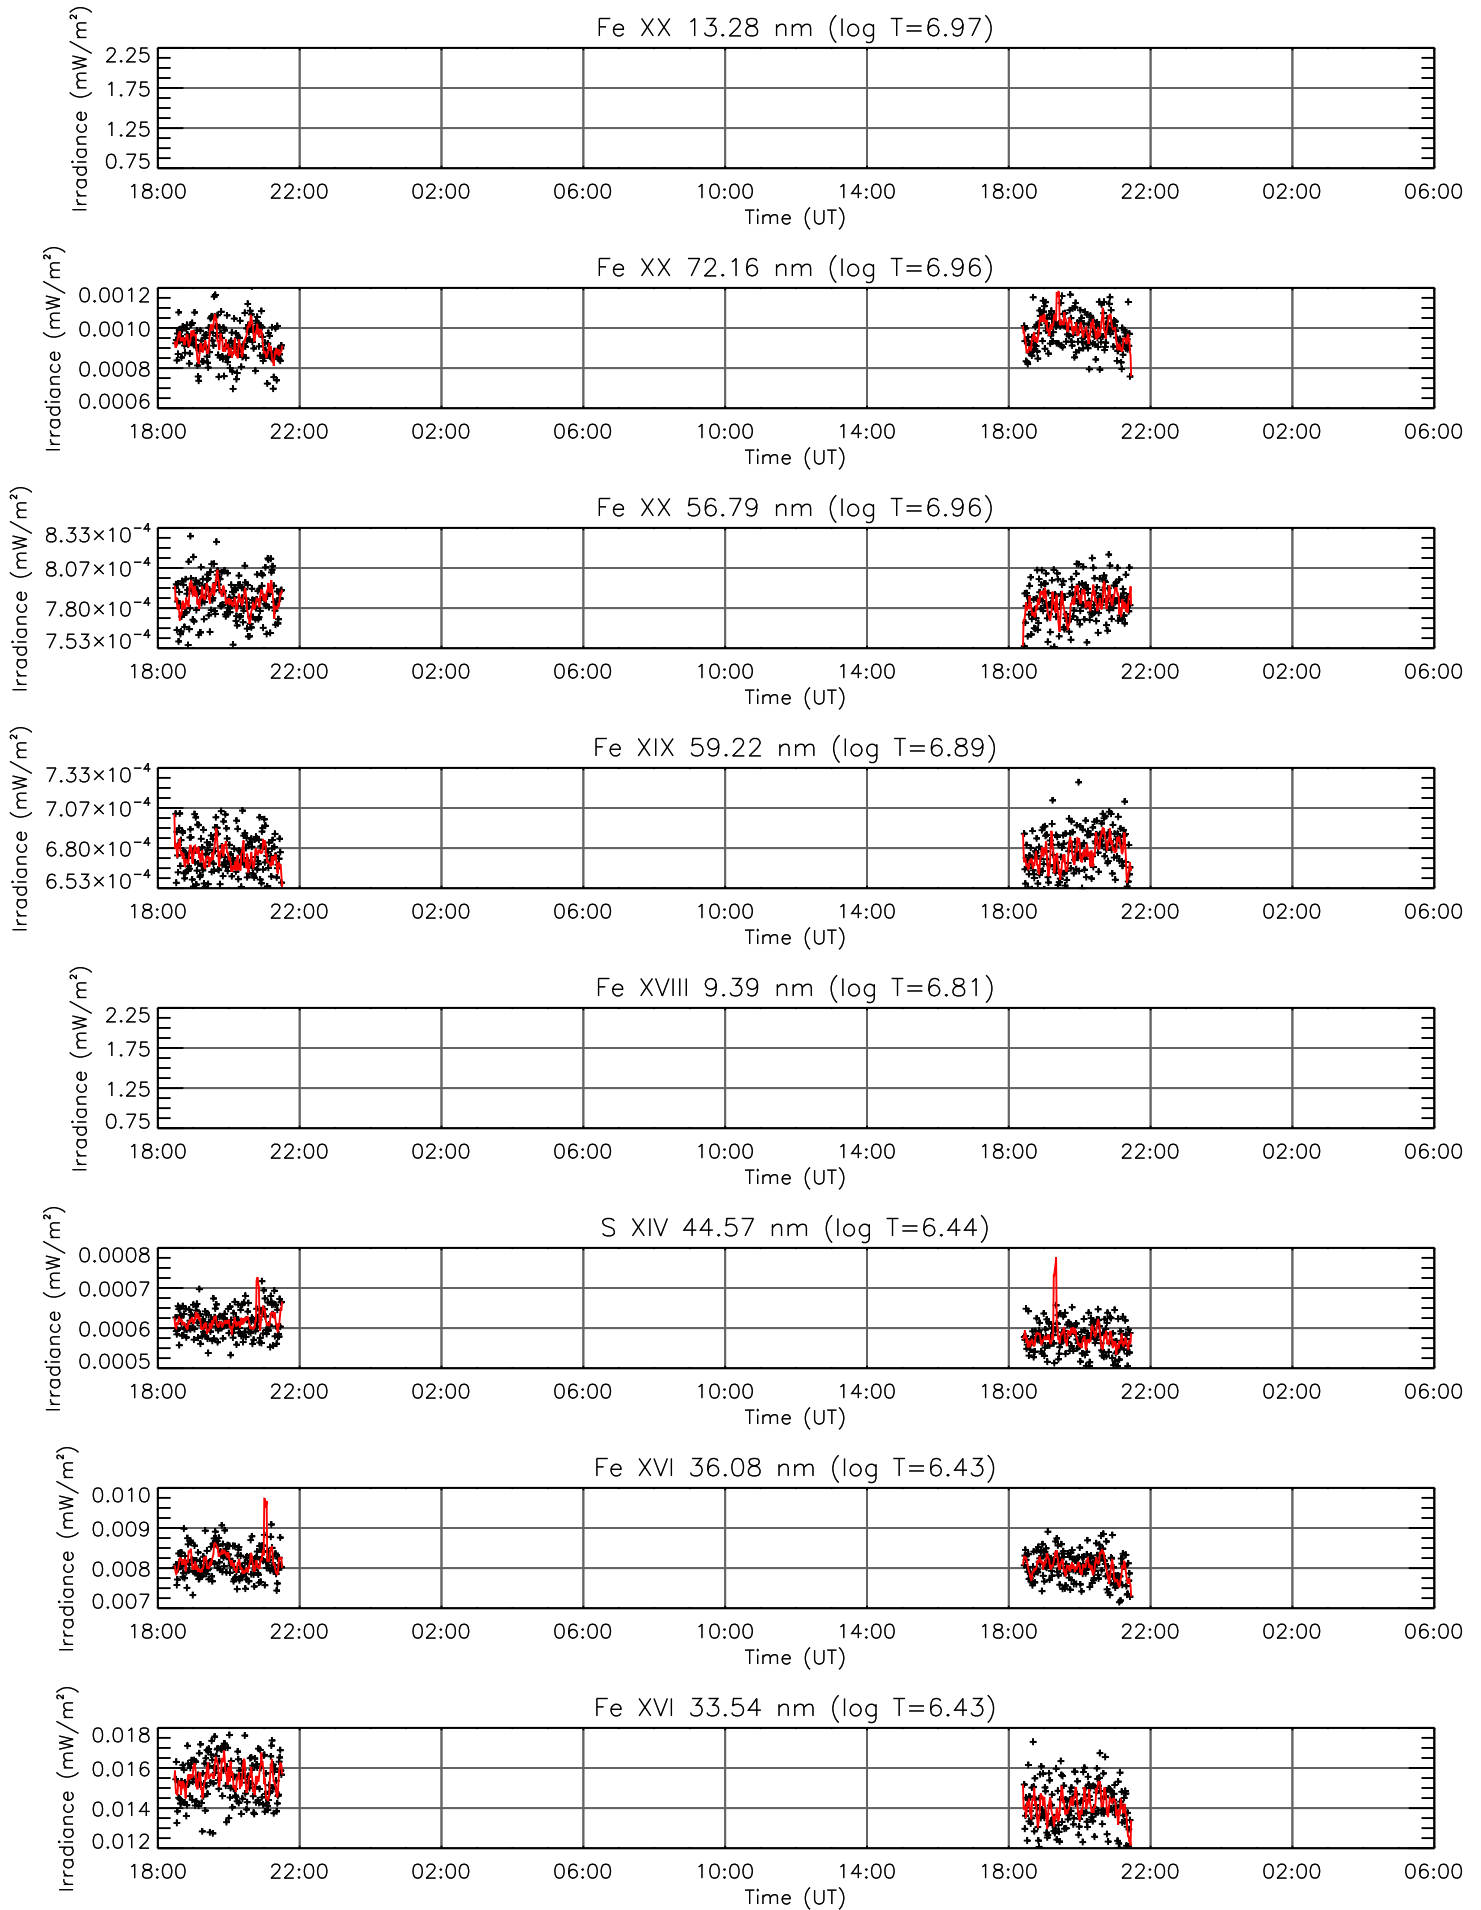 Fe XX 13.28 nm (log T=6.97)
Irradiance (mW/m²)
2.25
1.75
1.25
0.75
18:00 22:00 02:00 06:00 10:00 14:00 18:00 22:00 02:00 06:00
Time (UT)
Fe XX 72.16 nm (log T=6.96)
Irradiance (mW/m²)
0.0012
0.0010
0.0008
0.0006
18:00 22:00 02:00 06:00 10:00 14:00 18:00 22:00 02:00 06:00
Time (UT)
Fe XX 56.79 nm (log T=6.96)
Irradiance (mW/m²)
8.33×10⁻⁴
8.07×10⁻⁴
7.80×10⁻⁴
7.53×10⁻⁴
18:00 22:00 02:00 06:00 10:00 14:00 18:00 22:00 02:00 06:00
Time (UT)
Fe XIX 59.22 nm (log T=6.89)
Irradiance (mW/m²)
7.33×10⁻⁴
7.07×10⁻⁴
6.80×10⁻⁴
6.53×10⁻⁴
18:00 22:00 02:00 06:00 10:00 14:00 18:00 22:00 02:00 06:00
Time (UT)
Fe XVIII 9.39 nm (log T=6.81)
Irradiance (mW/m²)
2.25
1.75
1.25
0.75
18:00 22:00 02:00 06:00 10:00 14:00 18:00 22:00 02:00 06:00
Time (UT)
S XIV 44.57 nm (log T=6.44)
Irradiance (mW/m²)
0.0008
0.0007
0.0006
0.0005
18:00 22:00 02:00 06:00 10:00 14:00 18:00 22:00 02:00 06:00
Time (UT)
Fe XVI 36.08 nm (log T=6.43)
Irradiance (mW/m²)
0.010
0.009
0.008
0.007
18:00 22:00 02:00 06:00 10:00 14:00 18:00 22:00 02:00 06:00
Time (UT)
Fe XVI 33.54 nm (log T=6.43)
Irradiance (mW/m²)
0.018
0.016
0.014
0.012
18:00 22:00 02:00 06:00 10:00 14:00 18:00 22:00 02:00 06:00
Time (UT)